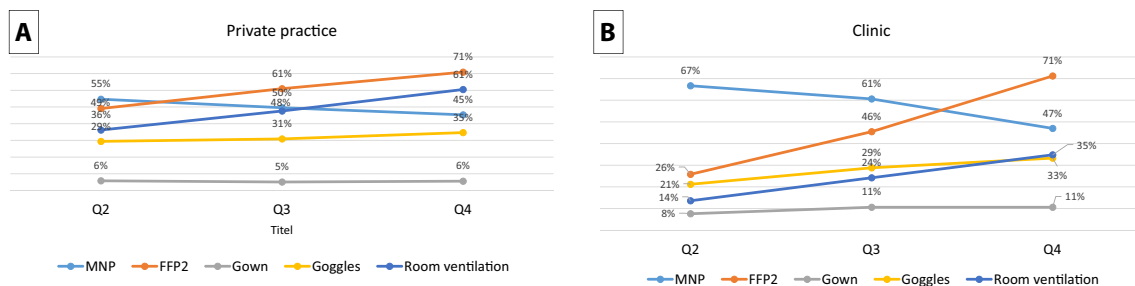 A
Private practice
71%
61%
61%
55%
50%
49%
48%
45%
36%
35%
31%
29%
6%
5%
6%
Q2
Q3
Q4
Titel
MNP
FFP2
Gown
Goggles
Room ventilation
B
Clinic
71%
67%
61%
47%
46%
35%
33%
29%
26%
24%
21%
14%
11%
11%
8%
Q2
Q3
Q4
MNP
FFP2
Gown
Goggles
Room ventilation